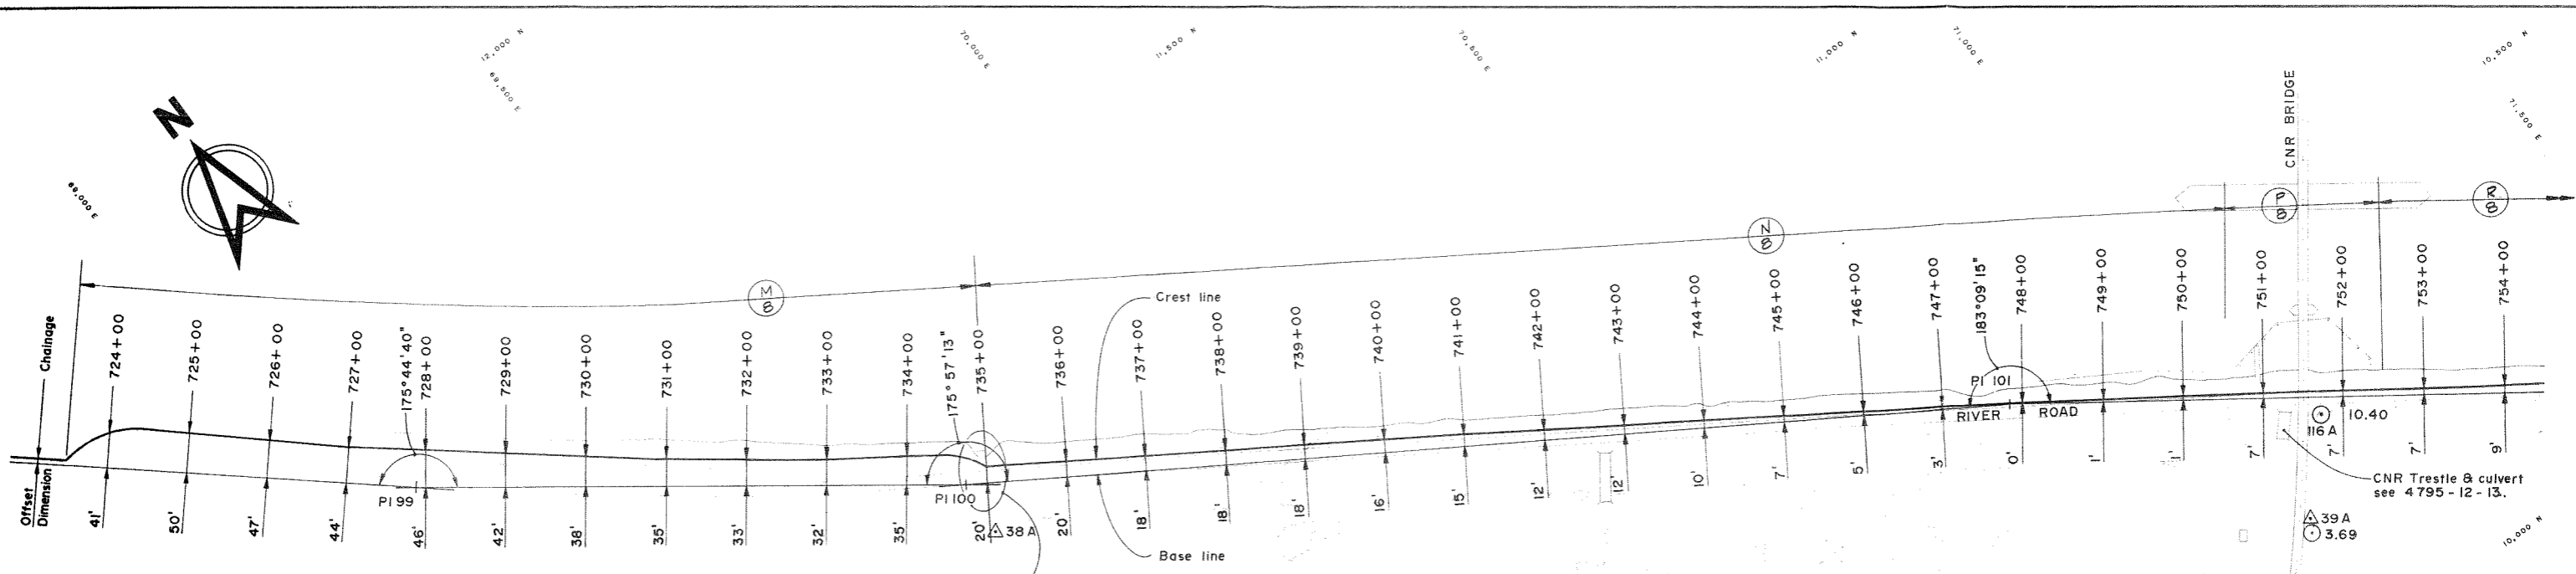 12,000 N
69,500 E
70,000 E
11,500 N
70,500 E
11,000 N
71,000 E
10,500 N
71,500 E
69,000 E
N
CNR BRIDGE
M
8
N
8
P
8
R
8
Chainage
724+00
725+00
726+00
727+00
175°44'40"
728+00
729+00
730+00
731+00
732+00
733+00
734+00
175°57'13"
735+00
736+00
737+00
738+00
739+00
740+00
741+00
742+00
743+00
744+00
745+00
746+00
747+00
183°09'15"
748+00
749+00
750+00
751+00
752+00
753+00
754+00
Crest line
PI 99
PI 100
PI 101
RIVER ROAD
10.40
116 A
Offset
Dimension
41'
50'
47'
44'
46'
42'
38'
35'
33'
32'
35'
20'
38 A
20'
18'
18'
18'
16'
15'
12'
12'
10'
7'
5'
3'
0'
1'
1'
7'
7'
7'
9'
Base line
CNR Trestle & culvert
see 4795-12-13.
39 A
3.69
10,000 N